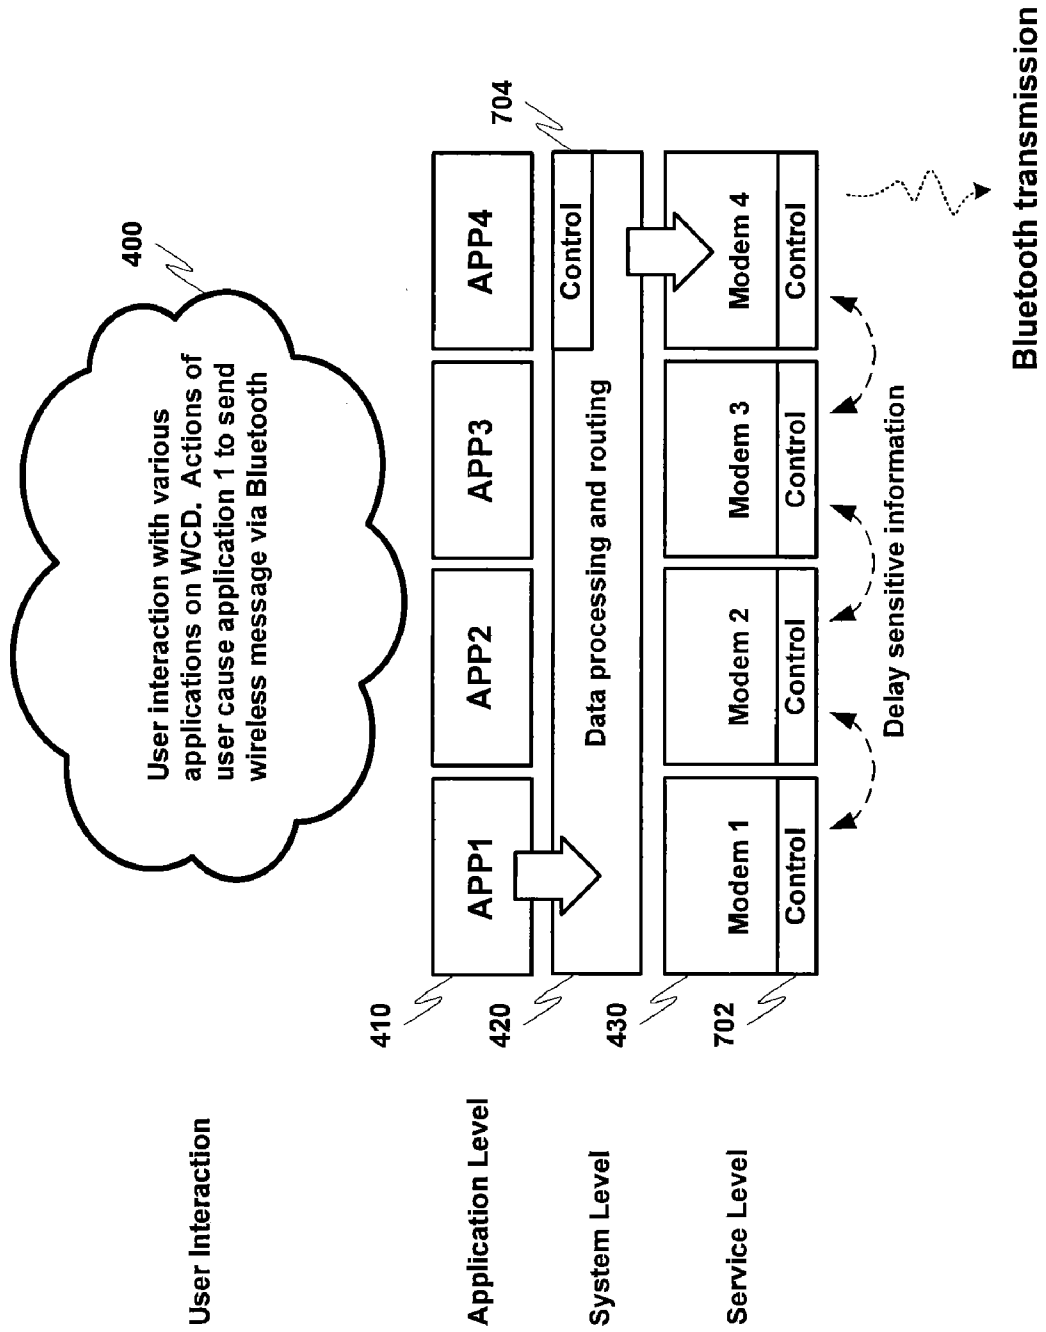 User Interaction
User interaction with various
applications on WCD. Actions of
user cause application 1 to send
wireless message via Bluetooth
400
Application Level
410
APP1
APP2
APP3
APP4
System Level
420
Data processing and routing
Control
704
Service Level
430
Modem 1
Modem 2
Modem 3
Modem 4
702
Control
Control
Control
Control
Delay sensitive information
Bluetooth transmission